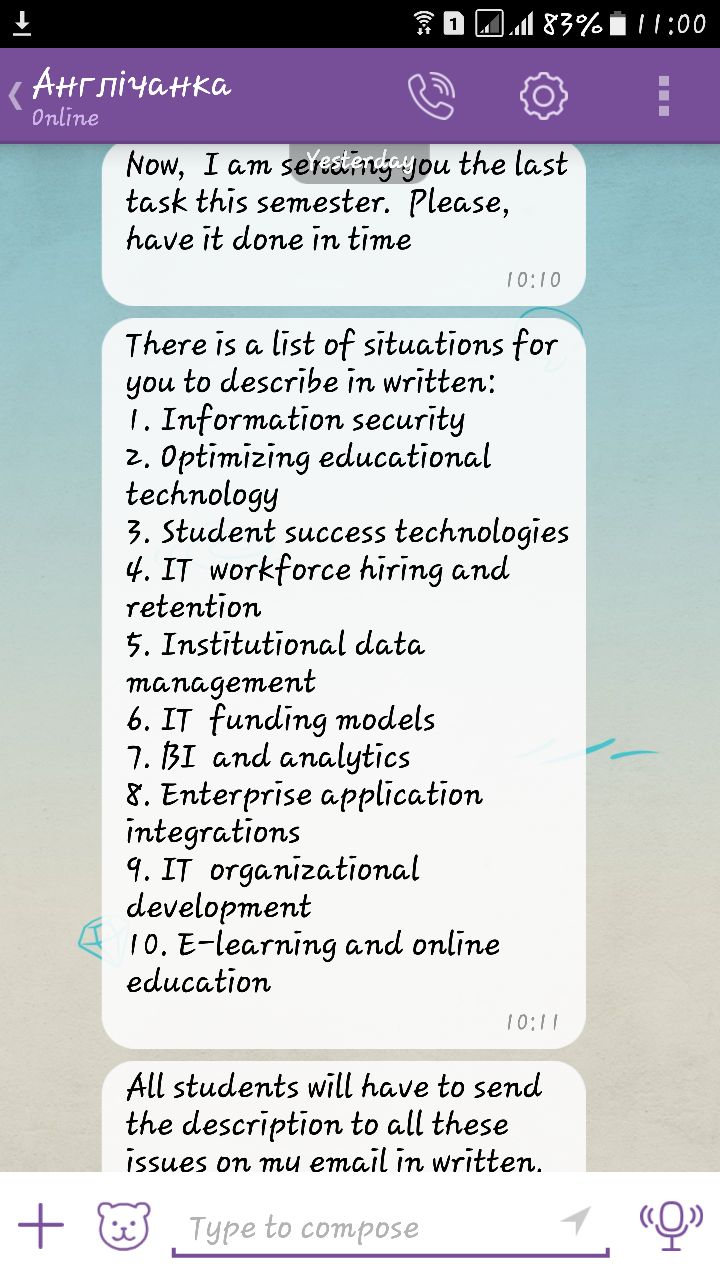 83% 11:00
Англічанка
Online
Yesterday
Now, I am sending you the last
task this semester. Please,
have it done in time
10:10
There is a list of situations for
you to describe in written:
1. Information security
2. Optimizing educational
technology
3. Student success technologies
4. IT workforce hiring and
retention
5. Institutional data
management
6. IT funding models
7. BI and analytics
8. Enterprise application
integrations
9. IT organizational
development
10. E-learning and online
education
10:11
All students will have to send
the description to all these
issues on my email in written.
Type to compose